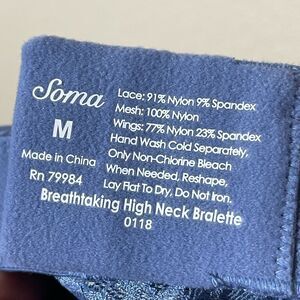 Soma
M
Made in China
Rn 79984
Lace: 91% Nylon 9% Spandex
Mesh: 100% Nylon
Wings: 77% Nylon 23% Spandex
Hand Wash Cold Separately,
Only Non-Chlorine Bleach
When Needed, Reshape,
Lay Flat To Dry, Do Not Iron.
Breathtaking High Neck Bralette
0118